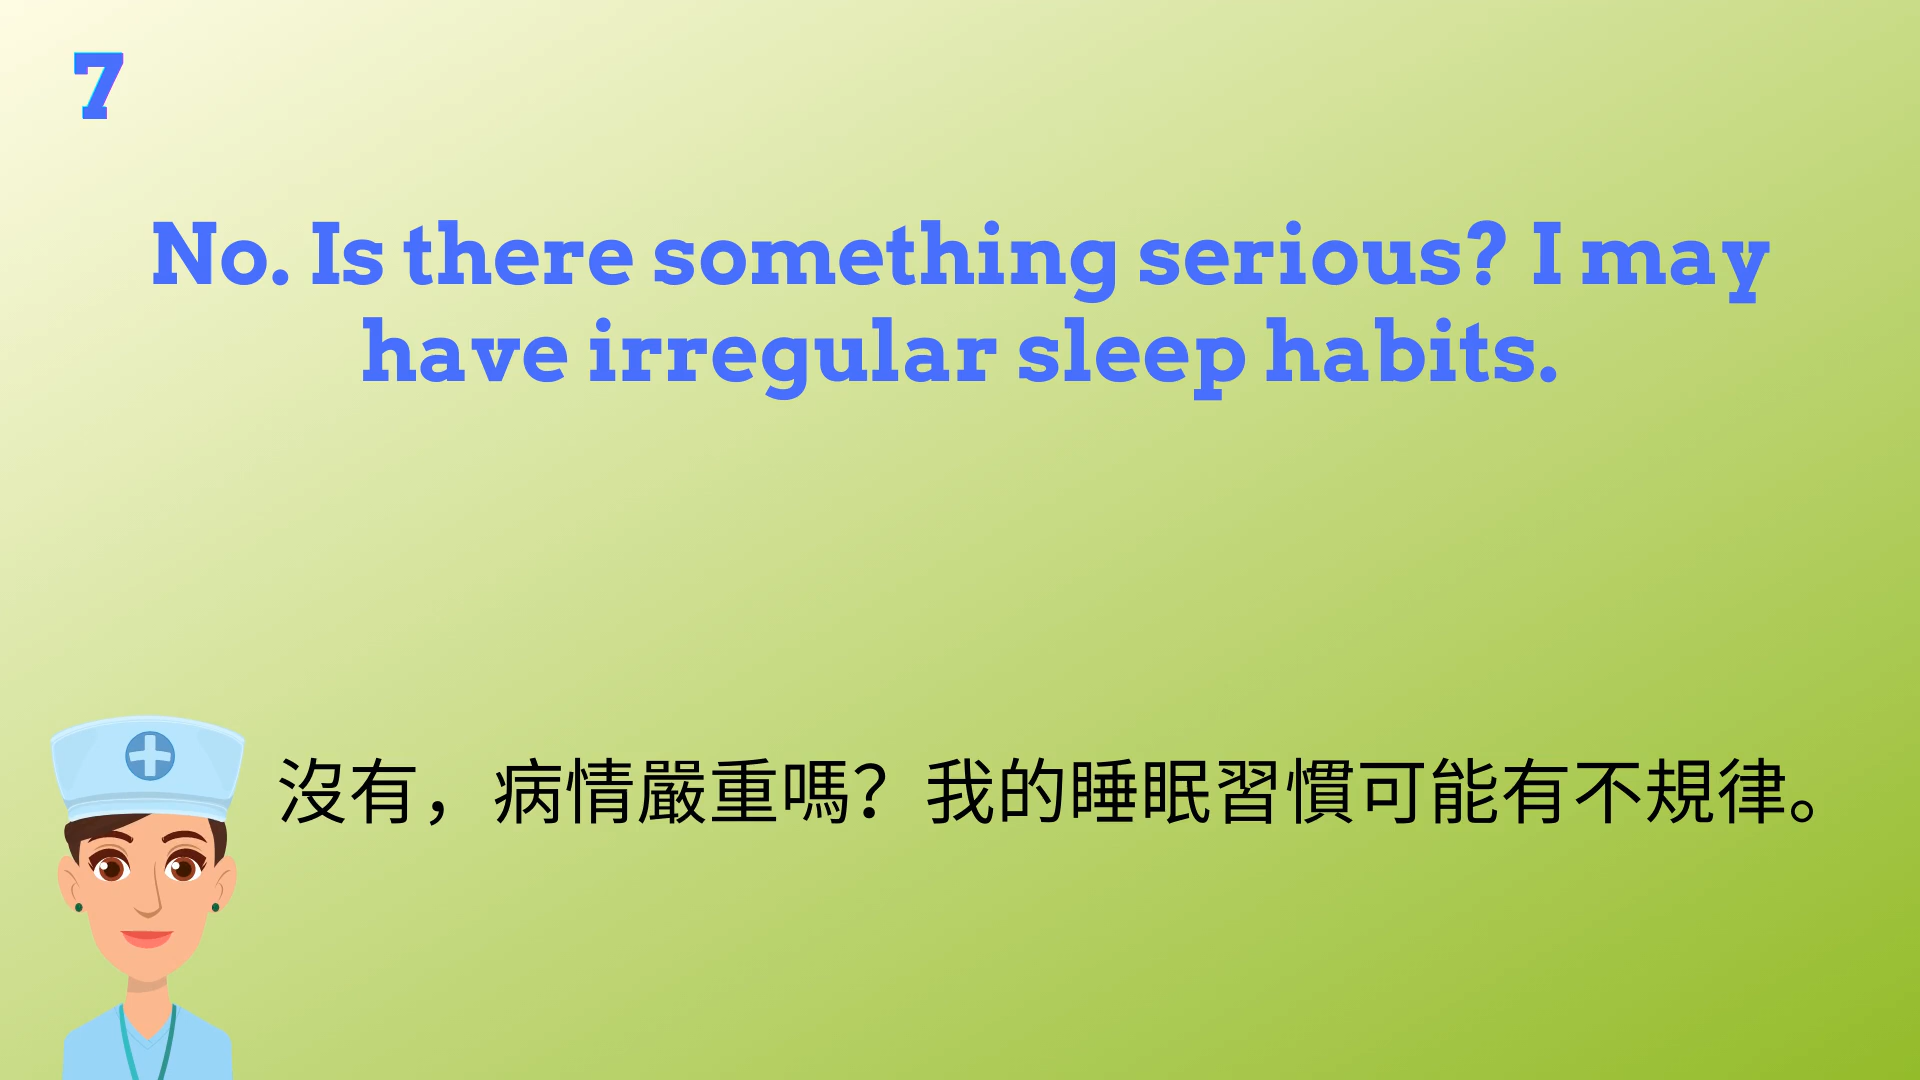 7
No. Is there something serious? I may
have irregular sleep habits.
沒有，病情嚴重嗎？我的睡眠習慣可能有不規律。